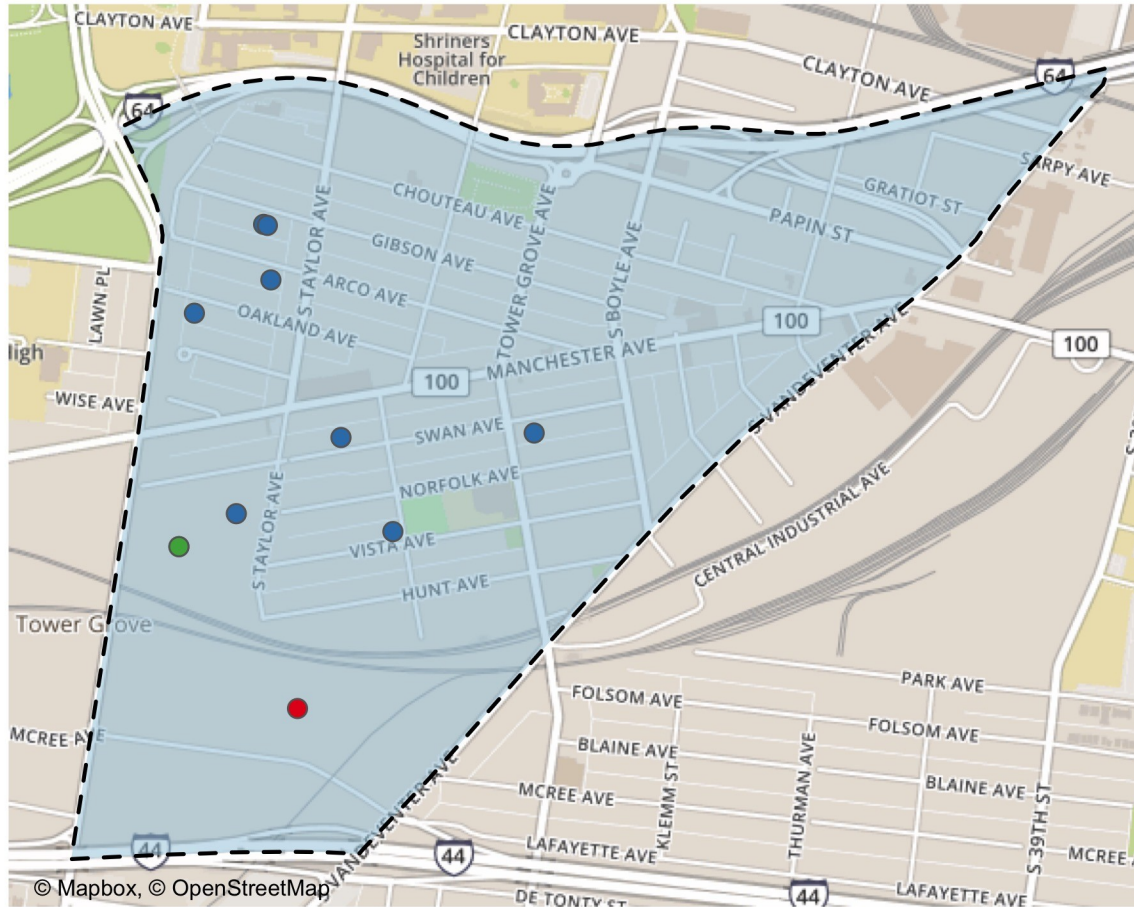 CLAYTON AVE
Shriners
Hospital for
Children
CLAYTON AVE
CLAYTON AVE
64
64
SARPY AVE
GRATIOT ST
CHOUTEAU AVE
PAPIN ST
S TAYLOR AVE
TOWER GROVE AVE
S BOYLE AVE
GIBSON AVE
ARCO AVE
OAKLAND AVE
LAWN PL
100
MANCHESTER AVE
100
100
S VANDEVENTER AVE
WISE AVE
SWAN AVE
NORFOLK AVE
S TAYLOR AVE
VISTA AVE
HUNT AVE
CENTRAL INDUSTRIAL AVE
Tower Grove
PARK AVE
FOLSOM AVE
FOLSOM AVE
MCREE AVE
BLAINE AVE
BLAINE AVE
KLEMM ST
THURMAN AVE
S 39TH ST
MCREE AVE
S VANDEVENTER AVE
44
44
LAFAYETTE AVE
MCREE
44
LAFAYETTE AVE
DE TONTY ST
© Mapbox, © OpenStreetMap